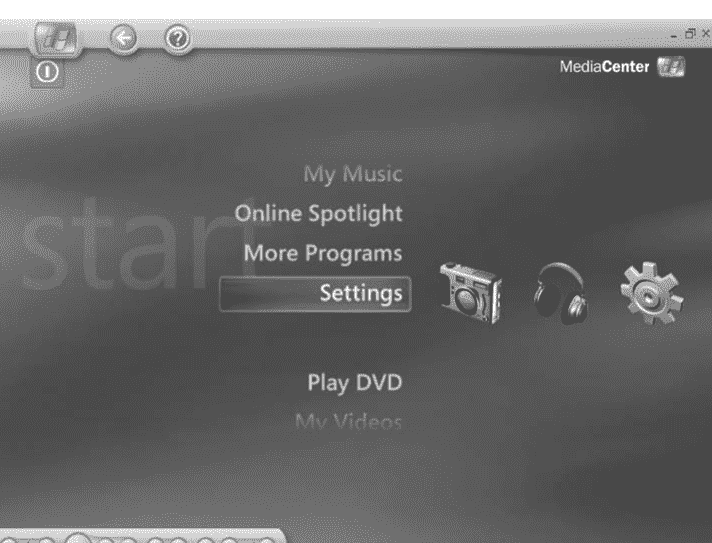 MediaCenter
start
My Music
Online Spotlight
More Programs
Settings
Play DVD
My Videos